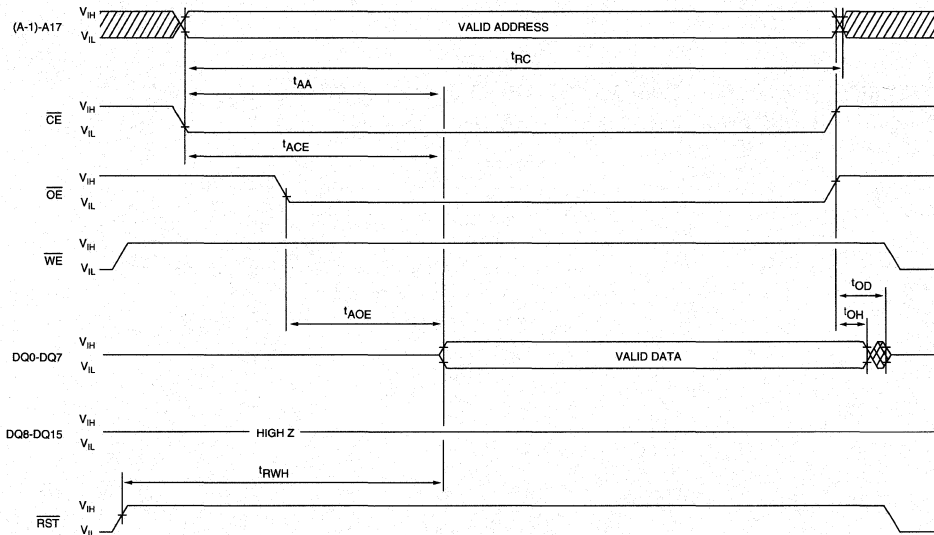 (A-1)-A17 VIH VALID ADDRESS
VIL
tRC
tAA
CE VIH
VIL
tACE
OE VIH
VIL
WE VIH
VIL
tOD
tAOE tOH
DQ0-DQ7 VIH VALID DATA
VIL
DQ8-DQ15 VIH HIGH Z
VIL
tRWH
RST VIH
VIL